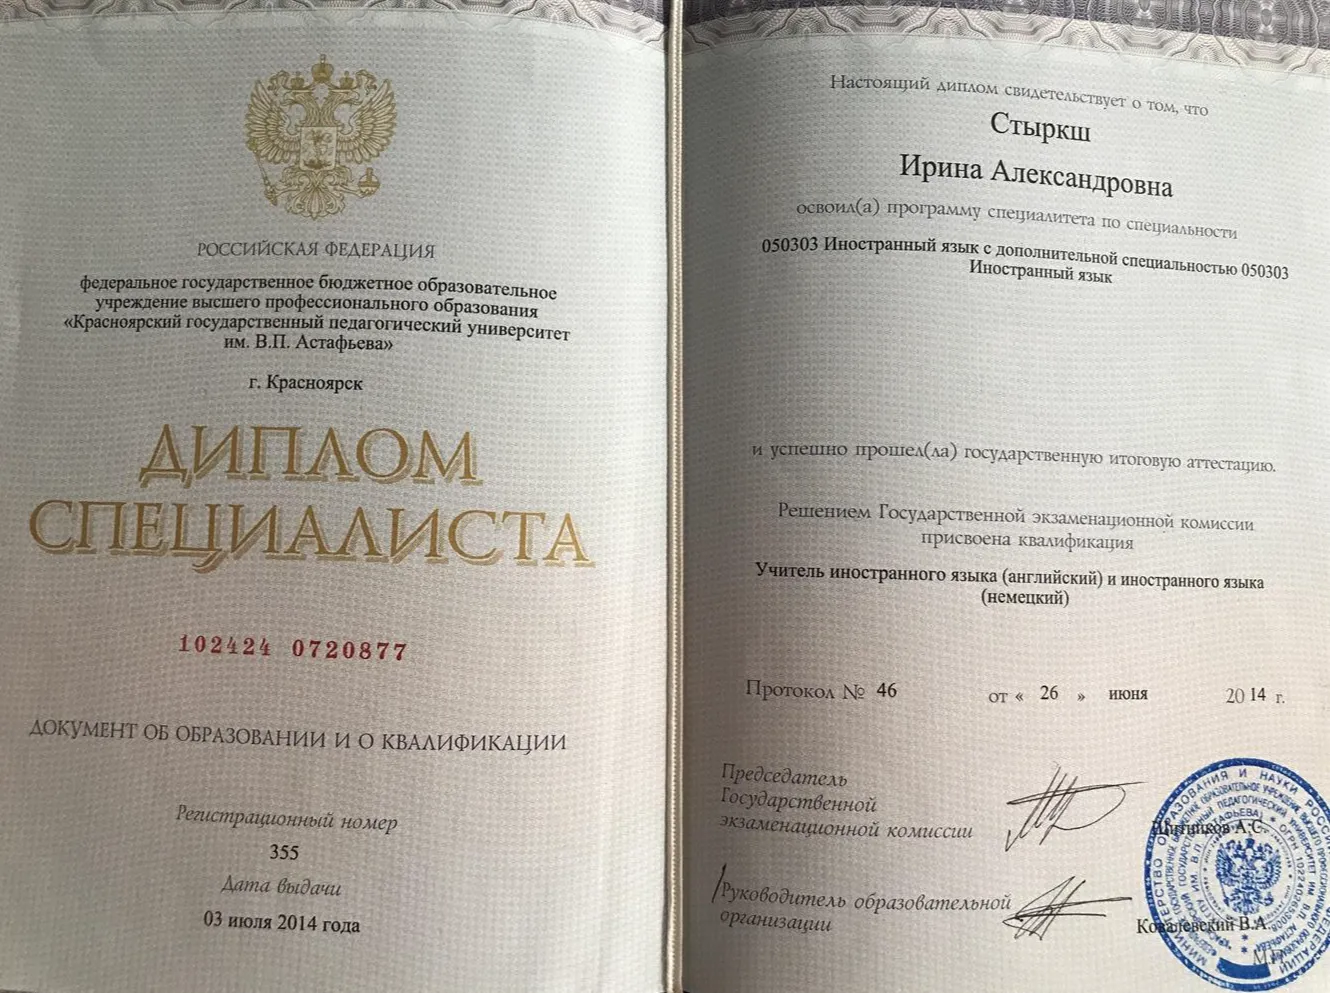 РОССИЙСКАЯ ФЕДЕРАЦИЯ
федеральное государственное бюджетное образовательное
учреждение высшего профессионального образования
«Красноярский государственный педагогический университет
им. В.П. Астафьева»
г. Красноярск
ДИПЛОМ
СПЕЦИАЛИСТА
102424 0720877
ДОКУМЕНТ ОБ ОБРАЗОВАНИИ И О КВАЛИФИКАЦИИ
Регистрационный номер
355
Дата выдачи
03 июля 2014 года
Настоящий диплом свидетельствует о том, что
Стыркш
Ирина Александровна
освоил(а) программу специалитета по специальности
050303 Иностранный язык с дополнительной специальностью 050303
Иностранный язык
и успешно прошел(ла) государственную итоговую аттестацию.
Решением Государственной экзаменационной комиссии
присвоена квалификация
Учитель иностранного языка (английский) и иностранного языка
(немецкий)
Протокол № 46 от « 26 » июня 2014 г.
Председатель
Государственной
экзаменационной комиссии
Щитников А.С.
Руководитель образовательной
организации
Ковалевский В.А.
М.П.